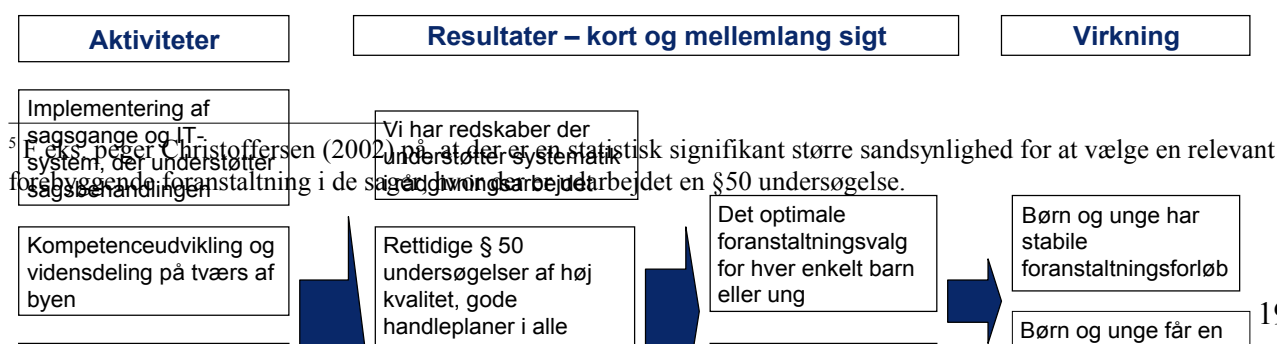 Aktiviteter
Resultater – kort og mellemlang sigt
Virkning
Implementering af
sagsgange og IT-
system, der understøtter
sagsbehandlingen
Vi har redskaber der
understøtter systematik
i rådgivningsarbejdet
5 F.eks. peger Christoffersen (2002) på, at der er en statistisk signifikant større sandsynlighed for at vælge en relevant
forebyggende foranstaltning i de sager, hvor der er udarbejdet en §50 undersøgelse.
Kompetenceudvikling og
vidensdeling på tværs af
byen
Rettidige § 50
undersøgelser af høj
kvalitet, gode
handleplaner i alle
Det optimale
foranstaltningsvalg
for hver enkelt barn
eller ung
Børn og unge har
stabile
foranstaltningsforløb
Børn og unge får en
19